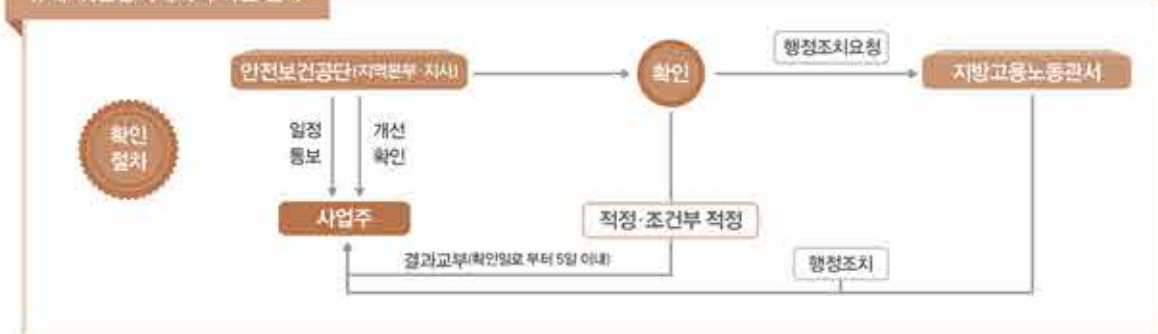 안전보건공단(지역본부·지사)
확인
행정조치요청
지방고용노동관서
확인
절차
일정
통보
개선
확인
사업주
적정·조건부 적정
결과교부(확인일로 부터 5일 이내)
행정조치